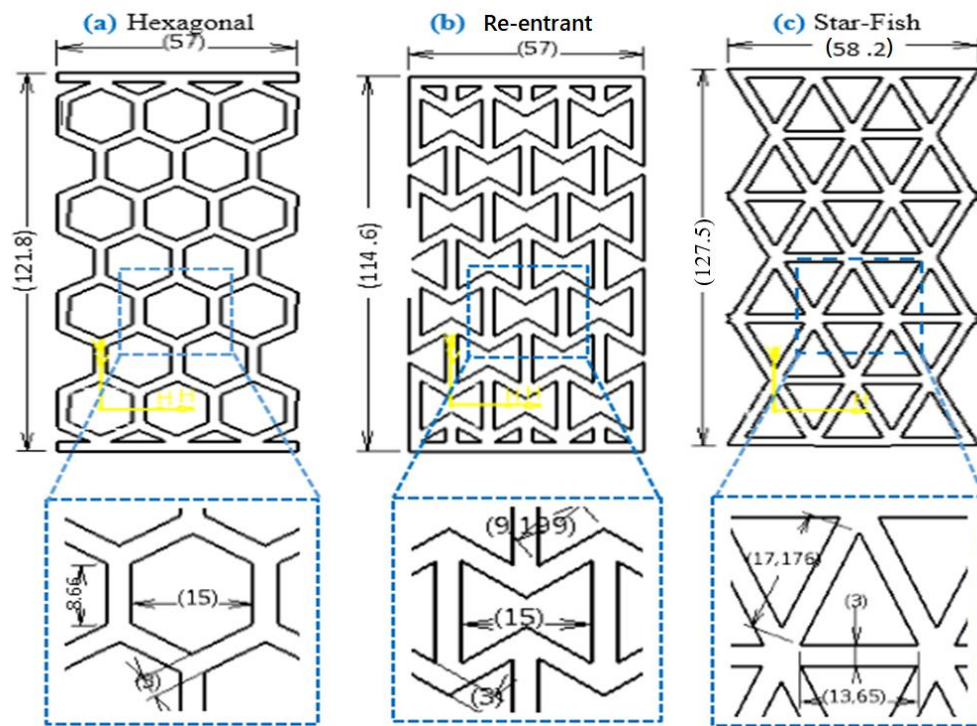 (a) Hexagonal
(57)
(121.8)
H H
8.66
(15)
(3)
(b) Re-entrant
(57)
(114 .6)
H H
(9,199)
(15)
(3)
(c) Star-Fish
(58 .2)
(127.5)
H
(17,176)
(3)
(13,65)